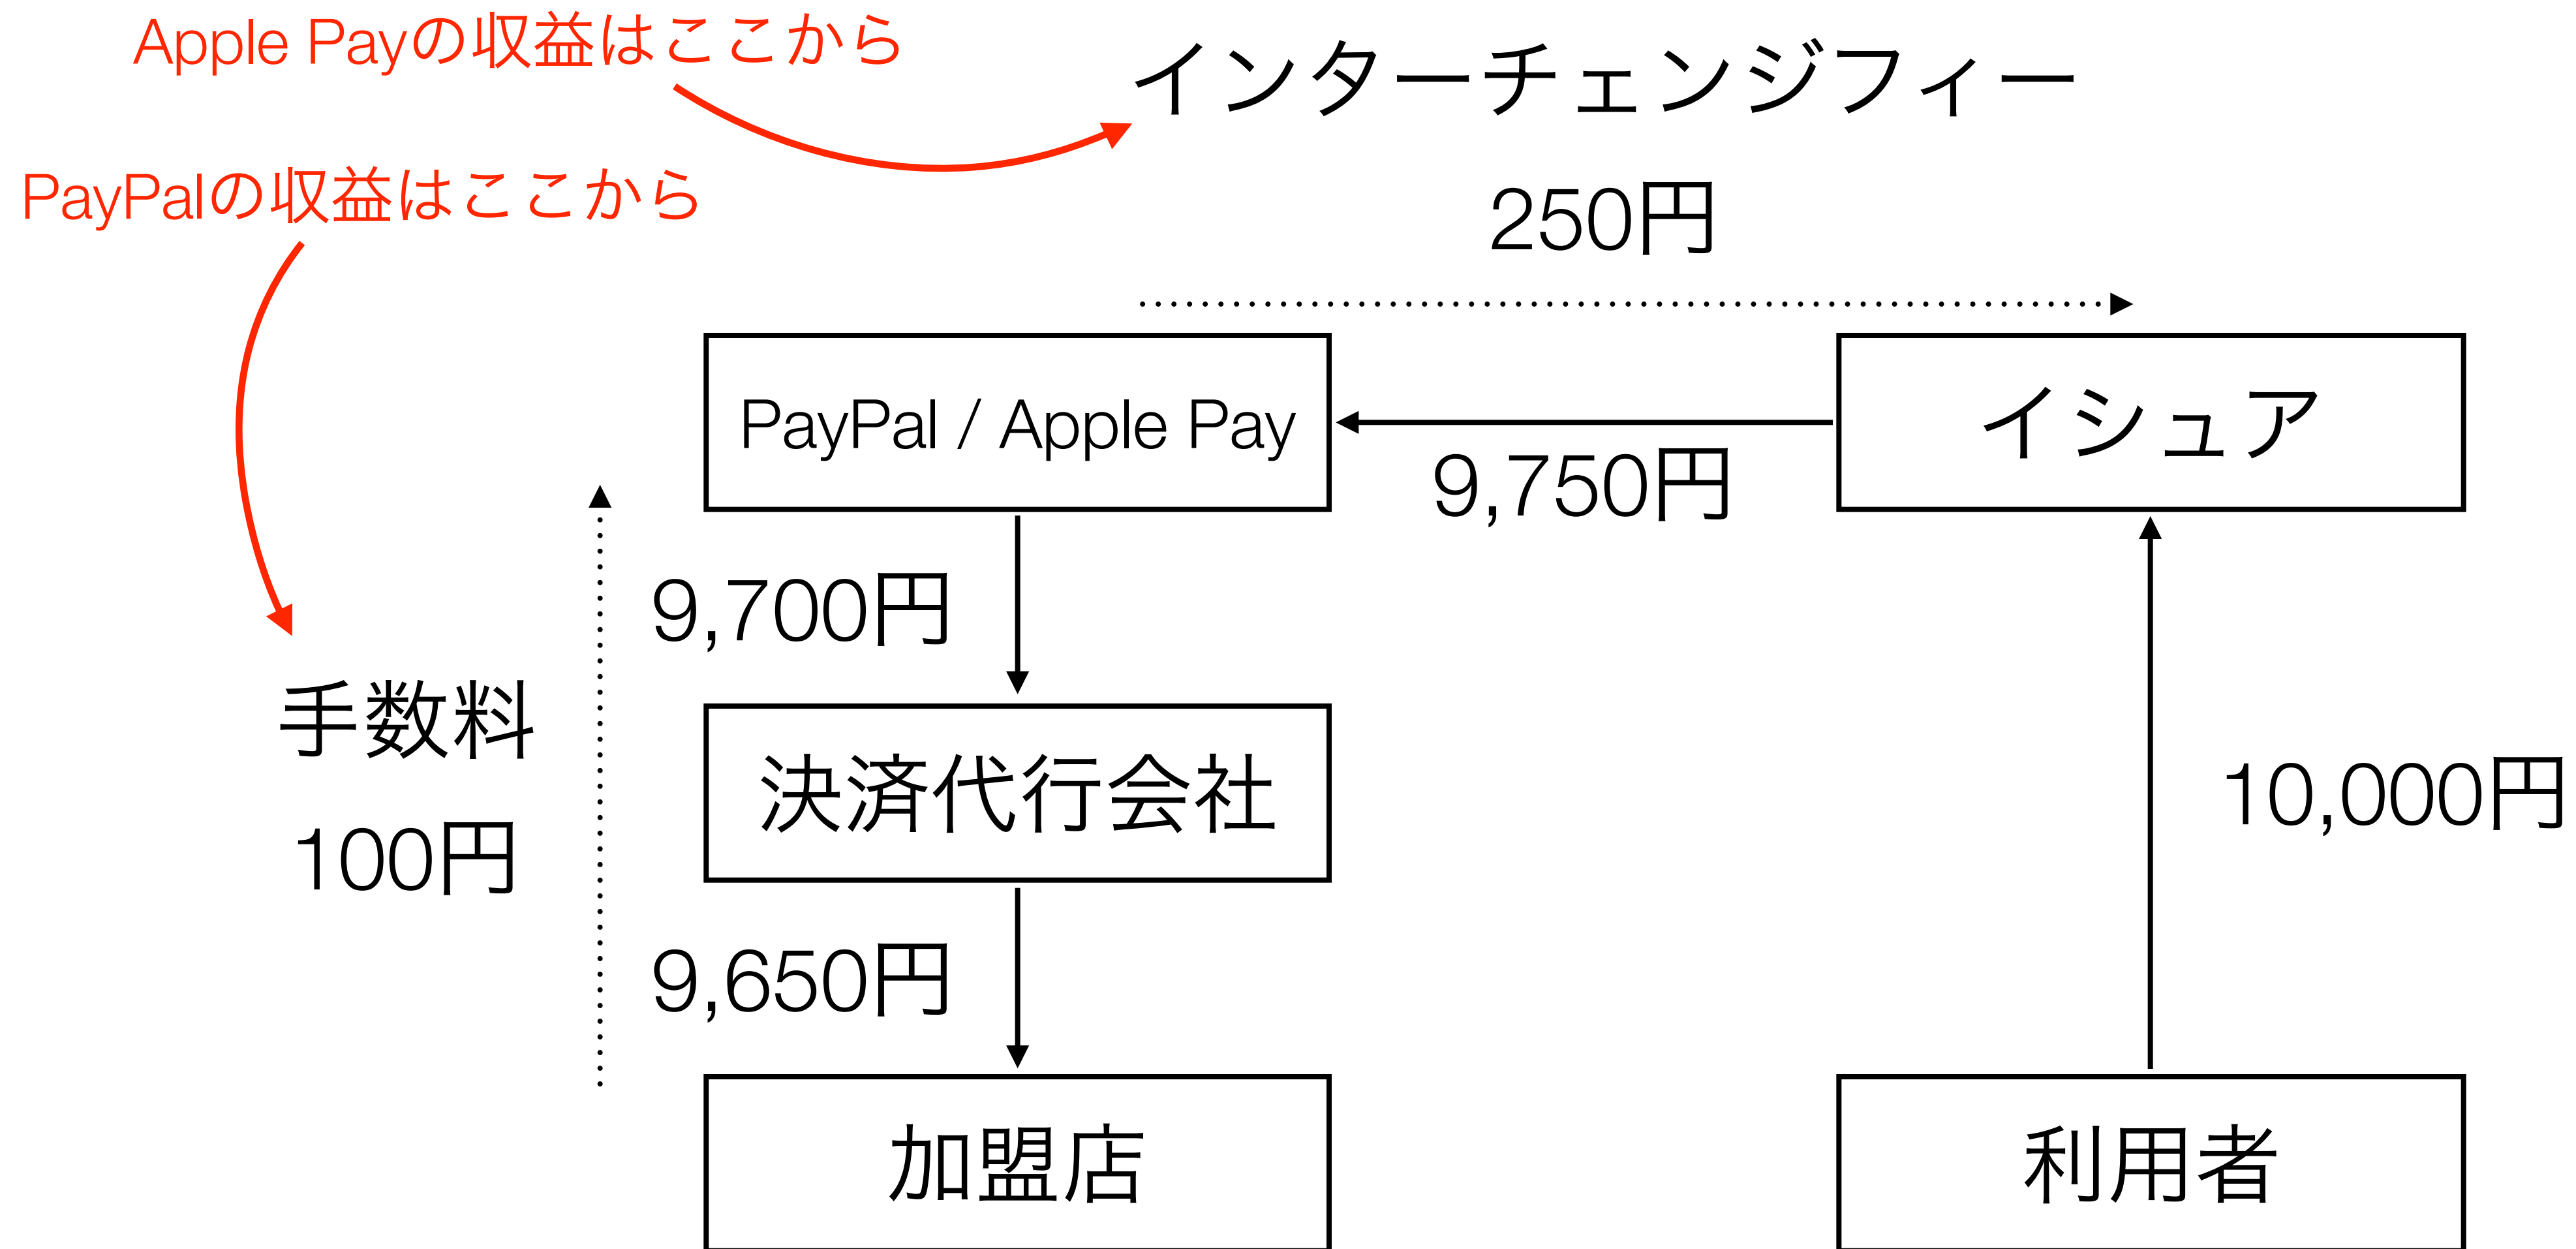 Apple Payの収益はここから
インターチェンジフィー
PayPalの収益はここから
250円
PayPal / Apple Pay
イシュア
9,750円
9,700円
手数料
100円
決済代行会社
10,000円
9,650円
加盟店
利用者